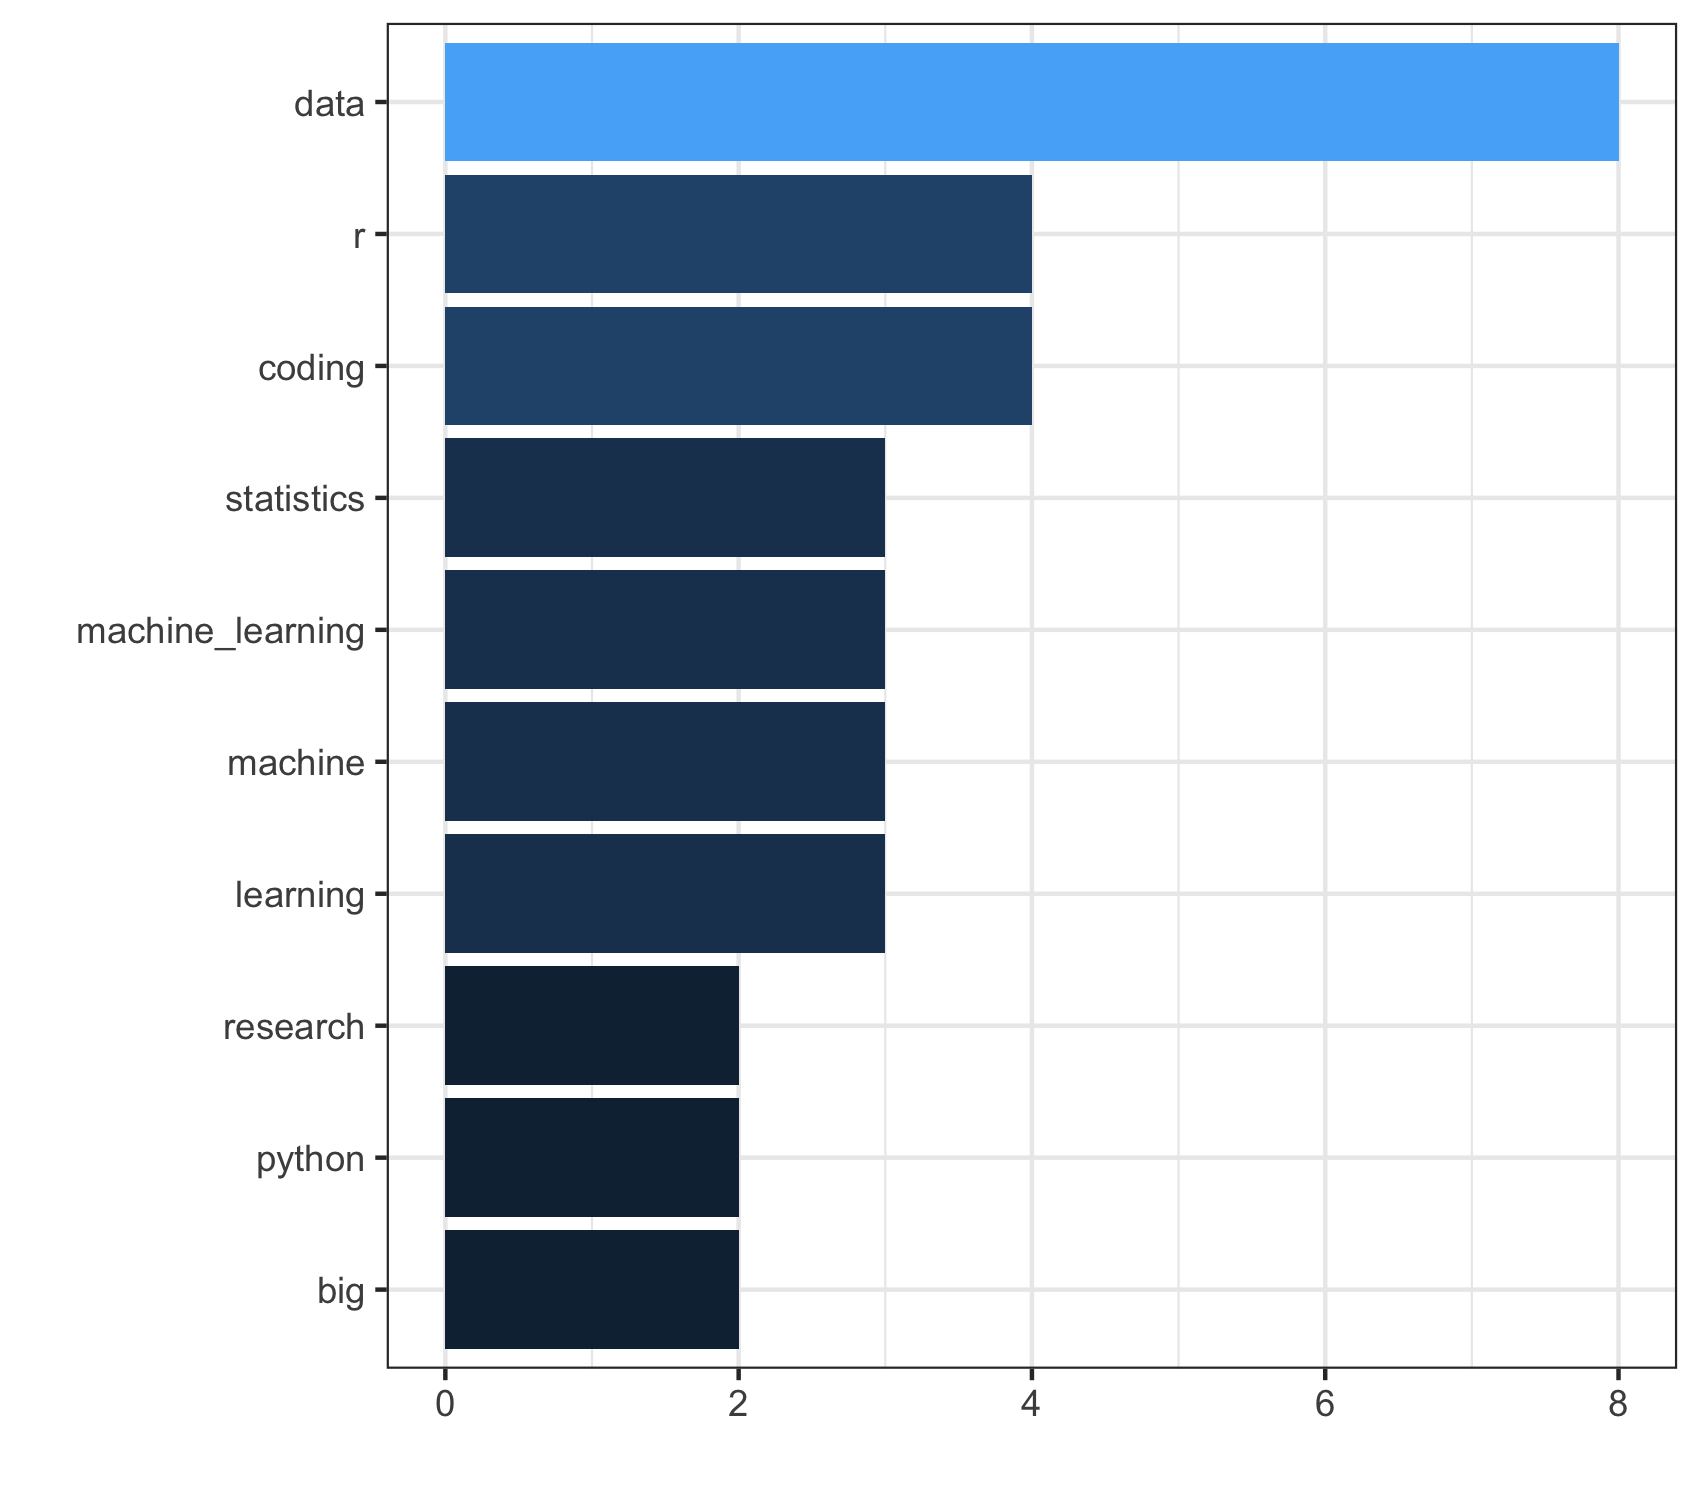 data
r
coding
statistics
machine_learning
machine
learning
research
python
big
0 2 4 6 8